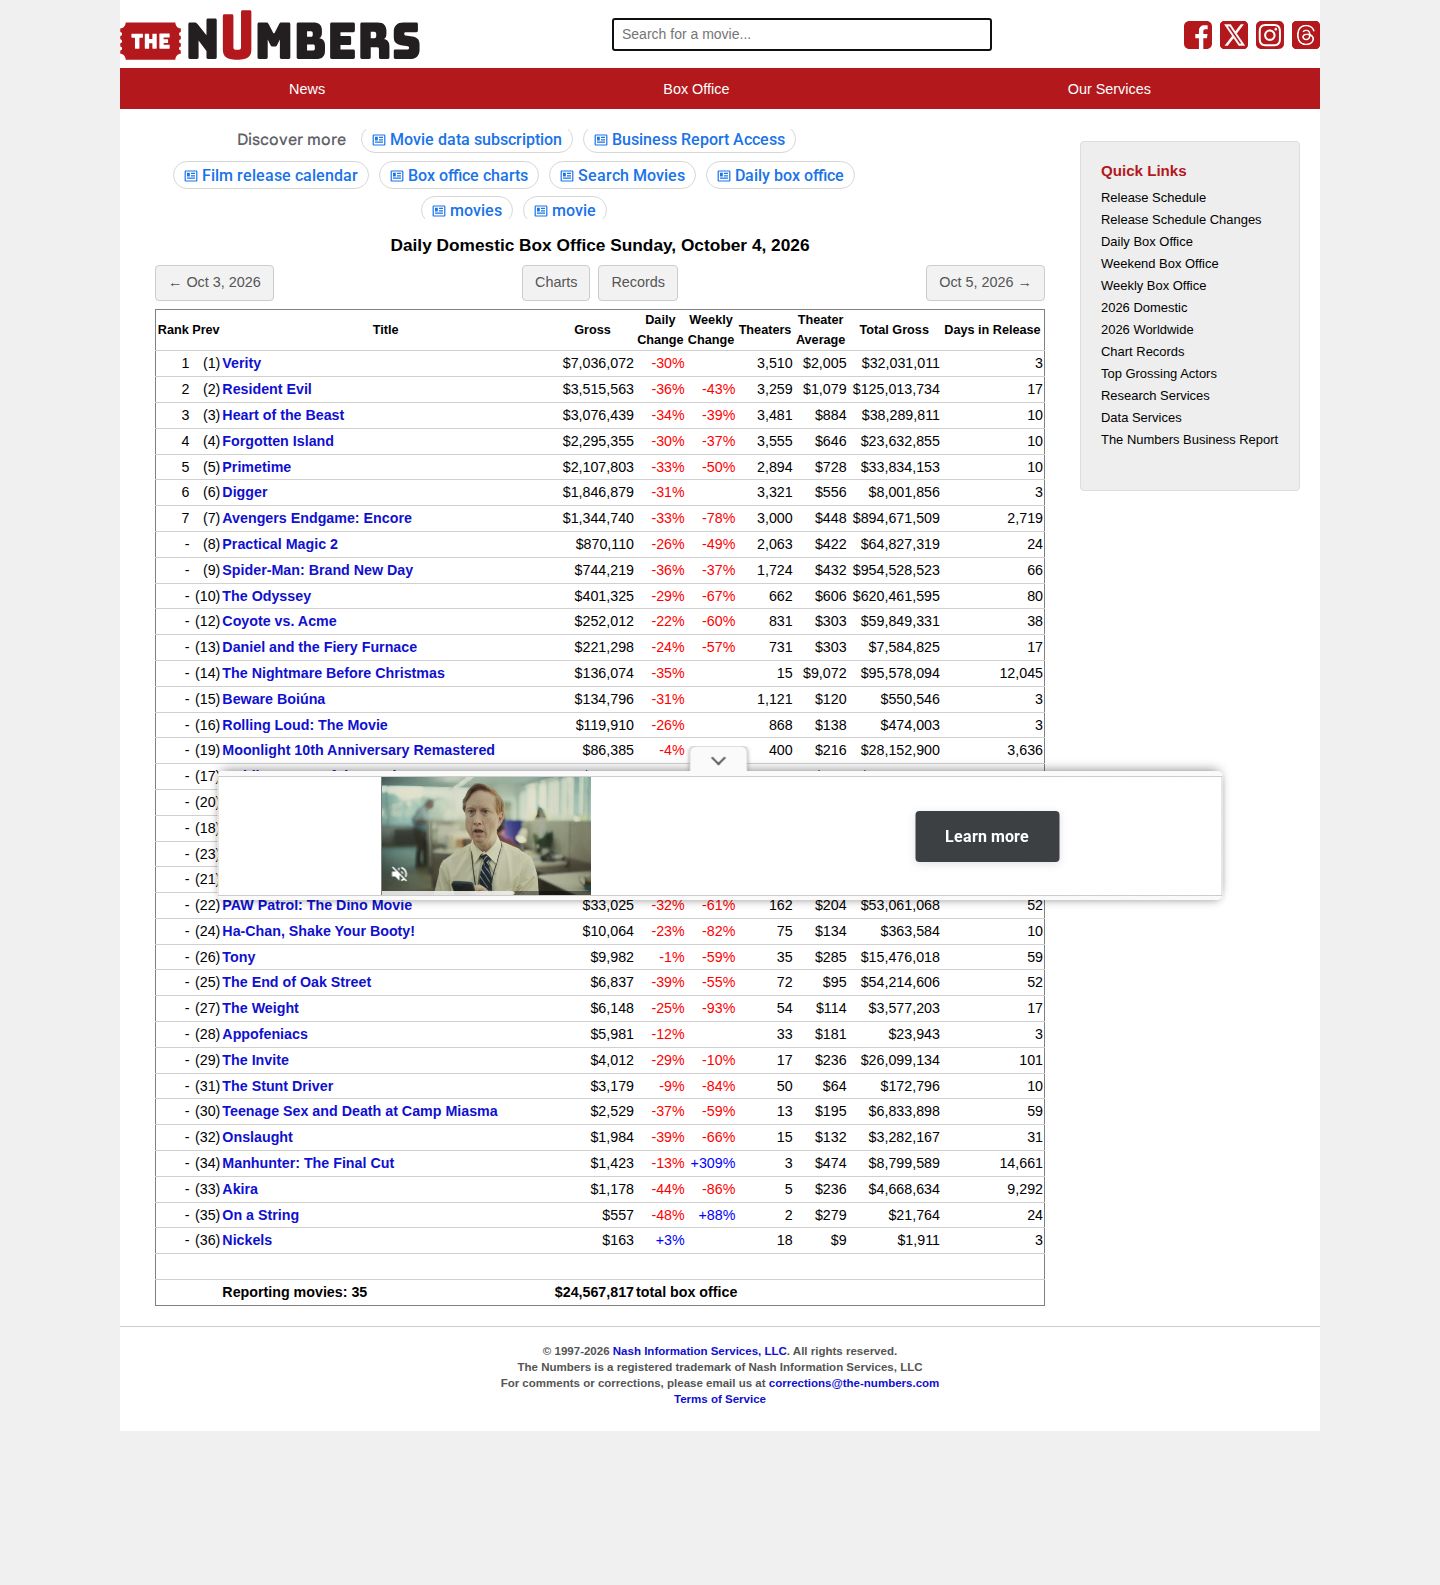 THE NUMBERS
Search for a movie...
News Box Office Our Services
Discover more Movie data subscription Business Report Access
Film release calendar Box office charts Search Movies Daily box office
movies movie
Daily Domestic Box Office Sunday, October 4, 2026
← Oct 3, 2026 Charts Records Oct 5, 2026 →
Rank Prev Title Gross Daily Change Weekly Change Theaters Theater Average Total Gross Days in Release
1 (1) Verity $7,036,072 -30% 3,510 $2,005 $32,031,011 3
2 (2) Resident Evil $3,515,563 -36% -43% 3,259 $1,079 $125,013,734 17
3 (3) Heart of the Beast $3,076,439 -34% -39% 3,481 $884 $38,289,811 10
4 (4) Forgotten Island $2,295,355 -30% -37% 3,555 $646 $23,632,855 10
5 (5) Primetime $2,107,803 -33% -50% 2,894 $728 $33,834,153 10
6 (6) Digger $1,846,879 -31% 3,321 $556 $8,001,856 3
7 (7) Avengers Endgame: Encore $1,344,740 -33% -78% 3,000 $448 $894,671,509 2,719
- (8) Practical Magic 2 $870,110 -26% -49% 2,063 $422 $64,827,319 24
- (9) Spider-Man: Brand New Day $744,219 -36% -37% 1,724 $432 $954,528,523 66
- (10) The Odyssey $401,325 -29% -67% 662 $606 $620,461,595 80
- (12) Coyote vs. Acme $252,012 -22% -60% 831 $303 $59,849,331 38
- (13) Daniel and the Fiery Furnace $221,298 -24% -57% 731 $303 $7,584,825 17
- (14) The Nightmare Before Christmas $136,074 -35% 15 $9,072 $95,578,094 12,045
- (15) Beware Boiúna $134,796 -31% 1,121 $120 $550,546 3
- (16) Rolling Loud: The Movie $119,910 -26% 868 $138 $474,003 3
- (19) Moonlight 10th Anniversary Remastered $86,385 -4% 400 $216 $28,152,900 3,636
- (17)
- (20)
- (18)
- (23)
- (21)
Learn more
- (22) PAW Patrol: The Dino Movie $33,025 -32% -61% 162 $204 $53,061,068 52
- (24) Ha-Chan, Shake Your Booty! $10,064 -23% -82% 75 $134 $363,584 10
- (26) Tony $9,982 -1% -59% 35 $285 $15,476,018 59
- (25) The End of Oak Street $6,837 -39% -55% 72 $95 $54,214,606 52
- (27) The Weight $6,148 -25% -93% 54 $114 $3,577,203 17
- (28) Appofeniacs $5,981 -12% 33 $181 $23,943 3
- (29) The Invite $4,012 -29% -10% 17 $236 $26,099,134 101
- (31) The Stunt Driver $3,179 -9% -84% 50 $64 $172,796 10
- (30) Teenage Sex and Death at Camp Miasma $2,529 -37% -59% 13 $195 $6,833,898 59
- (32) Onslaught $1,984 -39% -66% 15 $132 $3,282,167 31
- (34) Manhunter: The Final Cut $1,423 -13% +309% 3 $474 $8,799,589 14,661
- (33) Akira $1,178 -44% -86% 5 $236 $4,668,634 9,292
- (35) On a String $557 -48% +88% 2 $279 $21,764 24
- (36) Nickels $163 +3% 18 $9 $1,911 3
Reporting movies: 35 $24,567,817 total box office
Quick Links
Release Schedule
Release Schedule Changes
Daily Box Office
Weekend Box Office
Weekly Box Office
2026 Domestic
2026 Worldwide
Chart Records
Top Grossing Actors
Research Services
Data Services
The Numbers Business Report
© 1997-2026 Nash Information Services, LLC. All rights reserved.
The Numbers is a registered trademark of Nash Information Services, LLC
For comments or corrections, please email us at corrections@the-numbers.com
Terms of Service